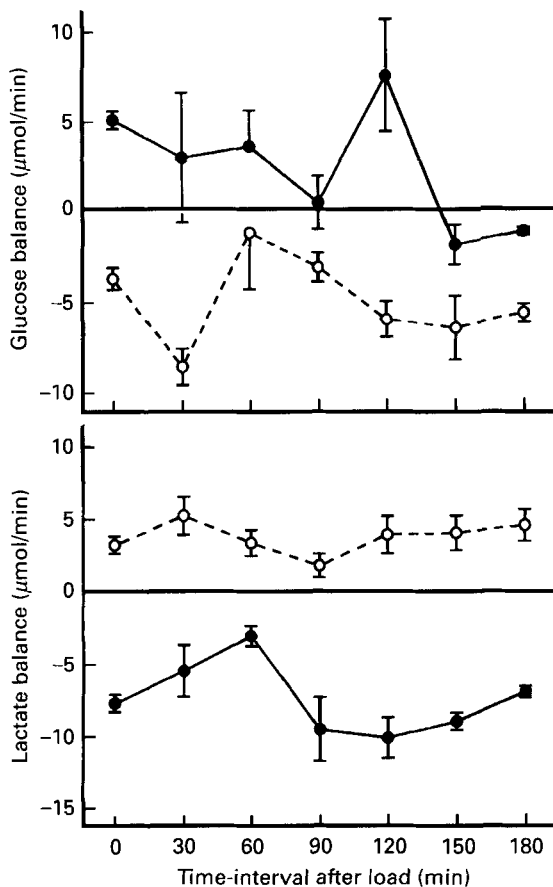 Glucose balance (μmol/min)
10
5
0
−5
−10
Lactate balance (μmol/min)
10
5
0
−5
−10
−15
0 30 60 90 120 150 180
Time-interval after load (min)